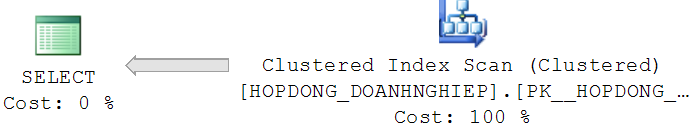 SELECT
Cost: 0 %
Clustered Index Scan (Clustered)
[HOPDONG_DOANHNGHIEP].[PK__HOPDONG_…
Cost: 100 %